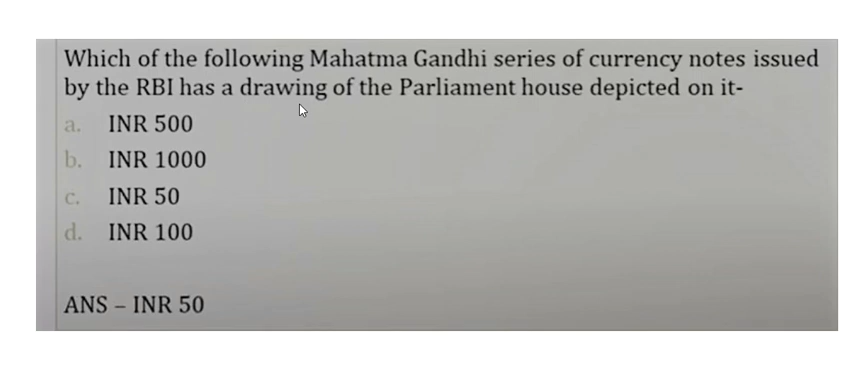 Which of the following Mahatma Gandhi series of currency notes issued
by the RBI has a drawing of the Parliament house depicted on it-
a. INR 500
b. INR 1000
c. INR 50
d. INR 100
ANS – INR 50